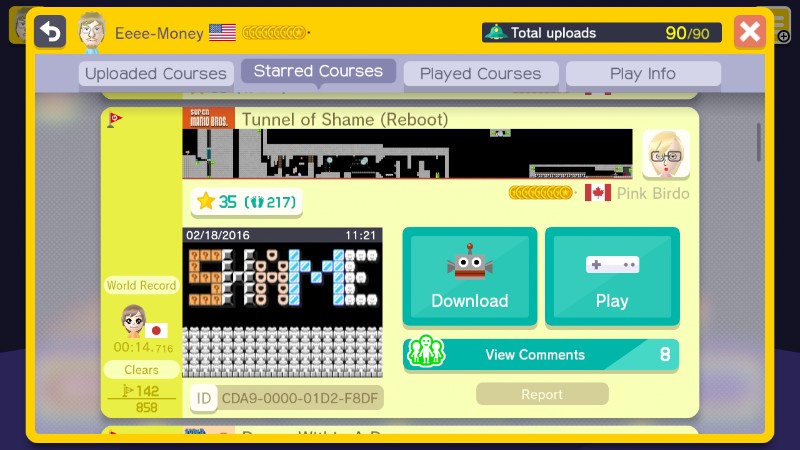 Eeee-Money
Total uploads 90/90
Uploaded Courses
Starred Courses
Played Courses
Play Info
SUPER MARIO BROS.
Tunnel of Shame (Reboot)
35 (217)
Pink Birdo
02/18/2016 11:21
SHAME
Download
Play
World Record
00:14.716
View Comments 8
Clears
142
858
ID CDA9-0000-01D2-F8DF
Report